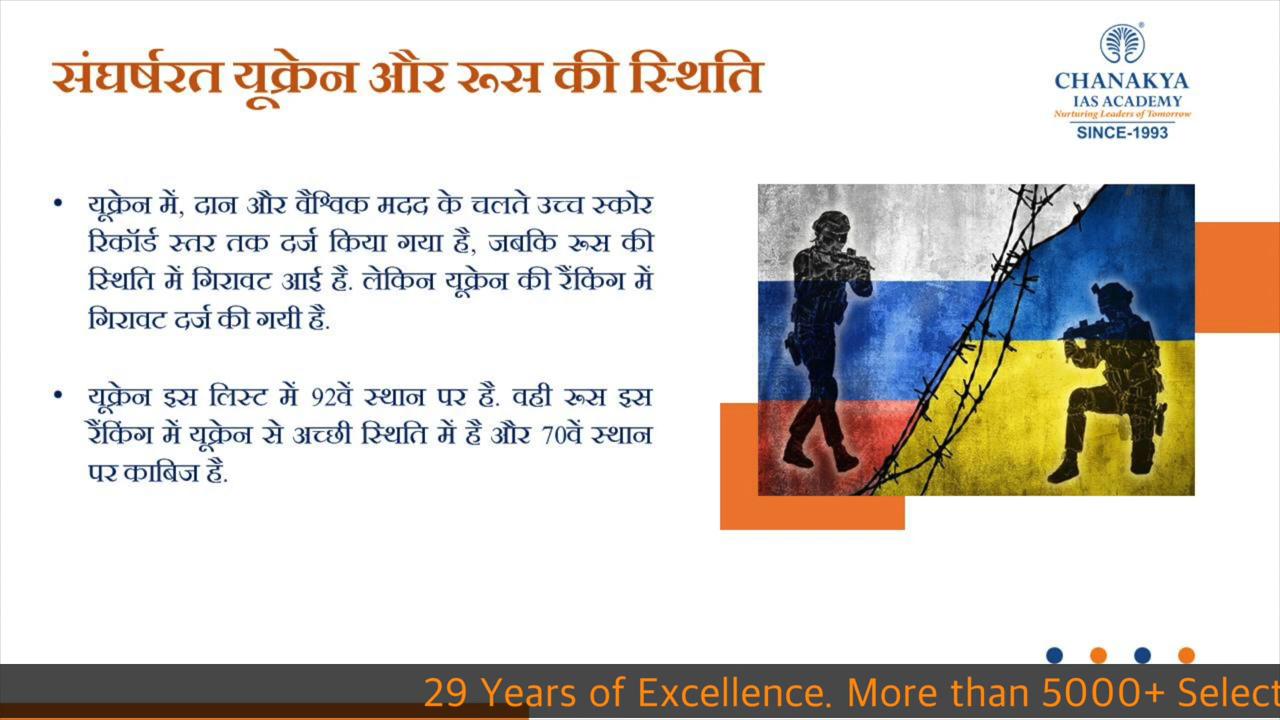 संघर्षरत यूक्रेन और रूस की स्थिति
CHANAKYA
IAS ACADEMY
Nurturing Leaders of Tomorrow
SINCE-1993
• यूक्रेन में, दान और वैश्विक मदद के चलते उच्च स्कोर
रिकॉर्ड स्तर तक दर्ज किया गया है, जबकि रूस की
स्थिति में गिरावट आई है. लेकिन यूक्रेन की रैंकिंग में
गिरावट दर्ज की गयी है.
• यूक्रेन इस लिस्ट में 92वें स्थान पर है. वही रूस इस
रैंकिंग में यूक्रेन से अच्छी स्थिति में है और 70वें स्थान
पर काबिज है.
29 Years of Excellence. More than 5000+ Select